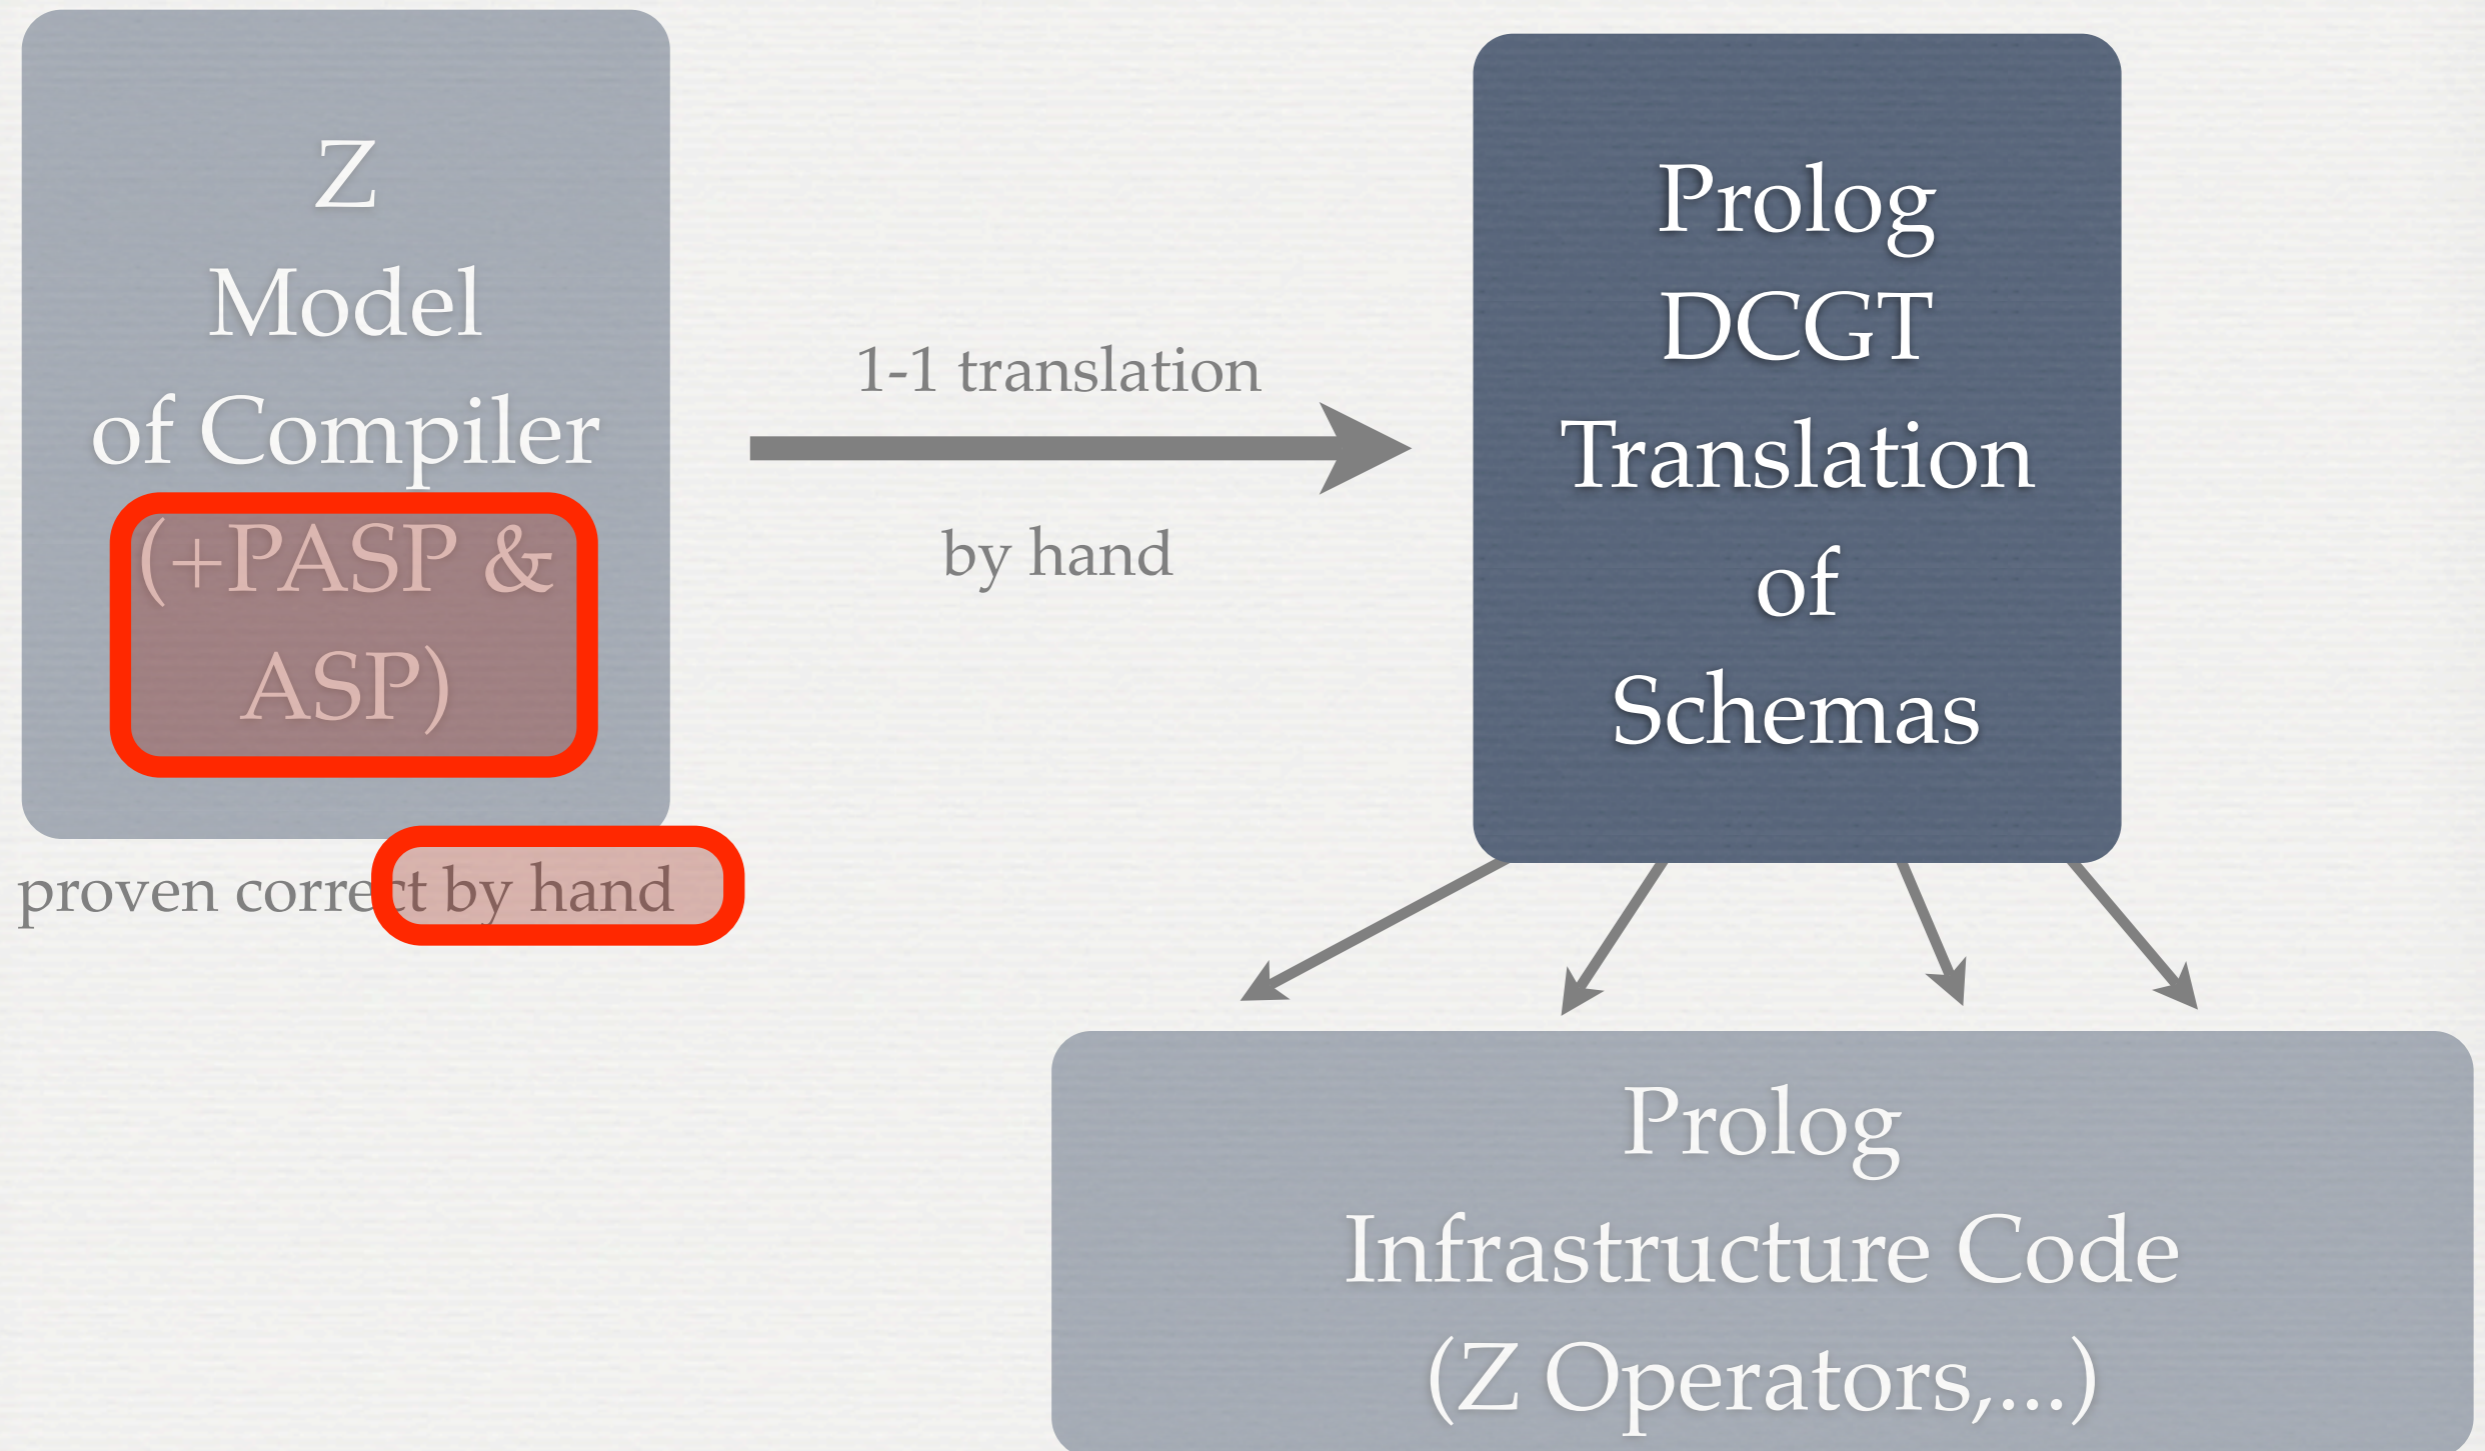 Z
Model
of Compiler
(+PASP &
ASP)
proven correct by hand
1-1 translation
by hand
Prolog
DCGT
Translation
of
Schemas
Prolog
Infrastructure Code
(Z Operators,...)